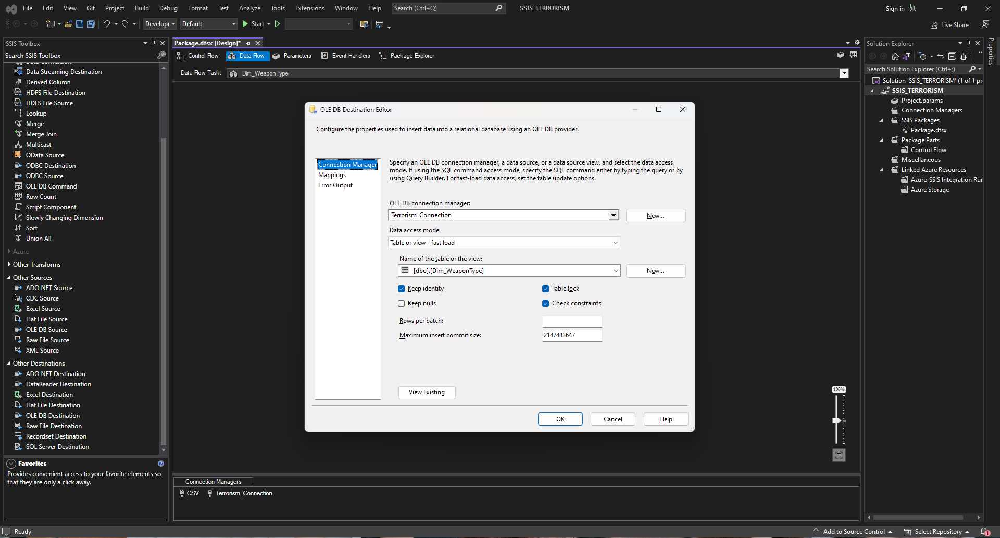 File Edit View Git Project Build Debug Format Test Analyze Tools Extensions Window Help Search (Ctrl+Q) SSIS_TERRORISM Sign in
Developi Default Start Live Share
SSIS Toolbox
Search SSIS Toolbox
Data Conversion
Data Streaming Destination
Derived Column
HDFS File Destination
HDFS File Source
Lookup
Merge
Merge Join
Multicast
OData Source
ODBC Destination
ODBC Source
OLE DB Command
Row Count
Script Component
Slowly Changing Dimension
Sort
Union All
Azure
Other Transforms
Other Sources
ADO NET Source
CDC Source
Excel Source
Flat File Source
OLE DB Source
Raw File Source
XML Source
Other Destinations
ADO NET Destination
DataReader Destination
Excel Destination
Flat File Destination
OLE DB Destination
Raw File Destination
Recordset Destination
SQL Server Destination
Favorites
Provides convenient access to your favorite elements so
that they are only a click away.
Package.dtsx [Design]*
Control Flow Data Flow Parameters Event Handlers Package Explorer
Data Flow Task: Dim_WeaponType
OLE DB Destination Editor
Configure the properties used to insert data into a relational database using an OLE DB provider.
Connection Manager
Mappings
Error Output
Specify an OLE DB connection manager, a data source, or a data source view, and select the data access
mode. If using the SQL command access mode, specify the SQL command either by typing the query or by
using Query Builder. For fast-load data access, set the table update options.
OLE DB connection manager:
Terrorism_Connection New...
Data access mode:
Table or view - fast load
Name of the table or the view:
[dbo].[Dim_WeaponType] New...
Keep identity Table lock
Keep nulls Check constraints
Rows per batch:
Maximum insert commit size: 2147483647
View Existing
OK Cancel Help
100%
Connection Managers
CSV Terrorism_Connection
Solution Explorer
Search Solution Explorer (Ctrl+;)
Solution 'SSIS_TERRORISM' (1 of 1 pr
SSIS_TERRORISM
Project.params
Connection Managers
SSIS Packages
Package.dtsx
Package Parts
Control Flow
Miscellaneous
Linked Azure Resources
Azure-SSIS Integration Run
Azure Storage
Properties
Ready Add to Source Control Select Repository 1